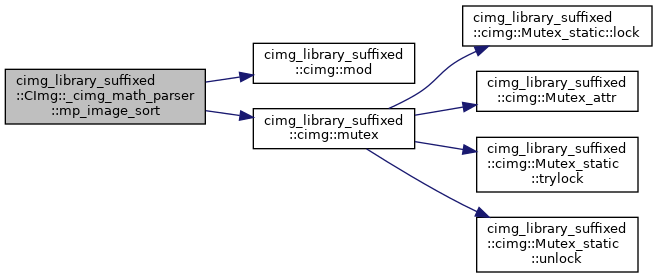 cimg_library_suffixed
::CImg::_cimg_math_parser
::mp_image_sort
cimg_library_suffixed
::cimg::mod
cimg_library_suffixed
::cimg::mutex
cimg_library_suffixed
::cimg::Mutex_static::lock
cimg_library_suffixed
::cimg::Mutex_attr
cimg_library_suffixed
::cimg::Mutex_static
::trylock
cimg_library_suffixed
::cimg::Mutex_static
::unlock